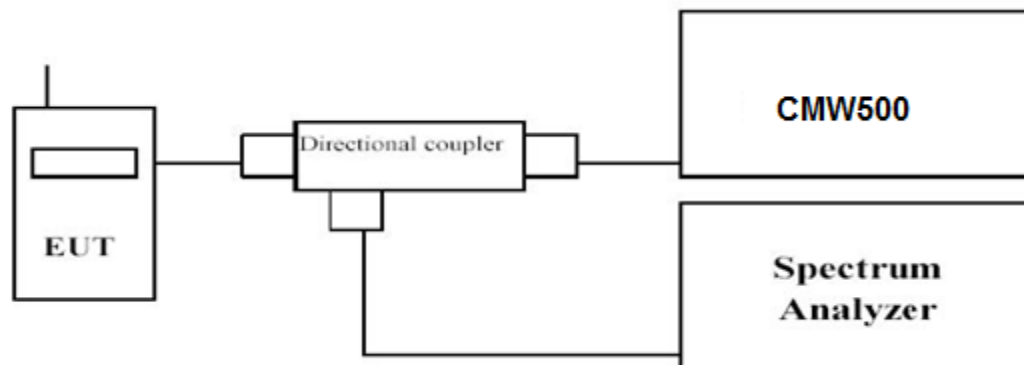 CMW500
Directional coupler
EUT
Spectrum
Analyzer